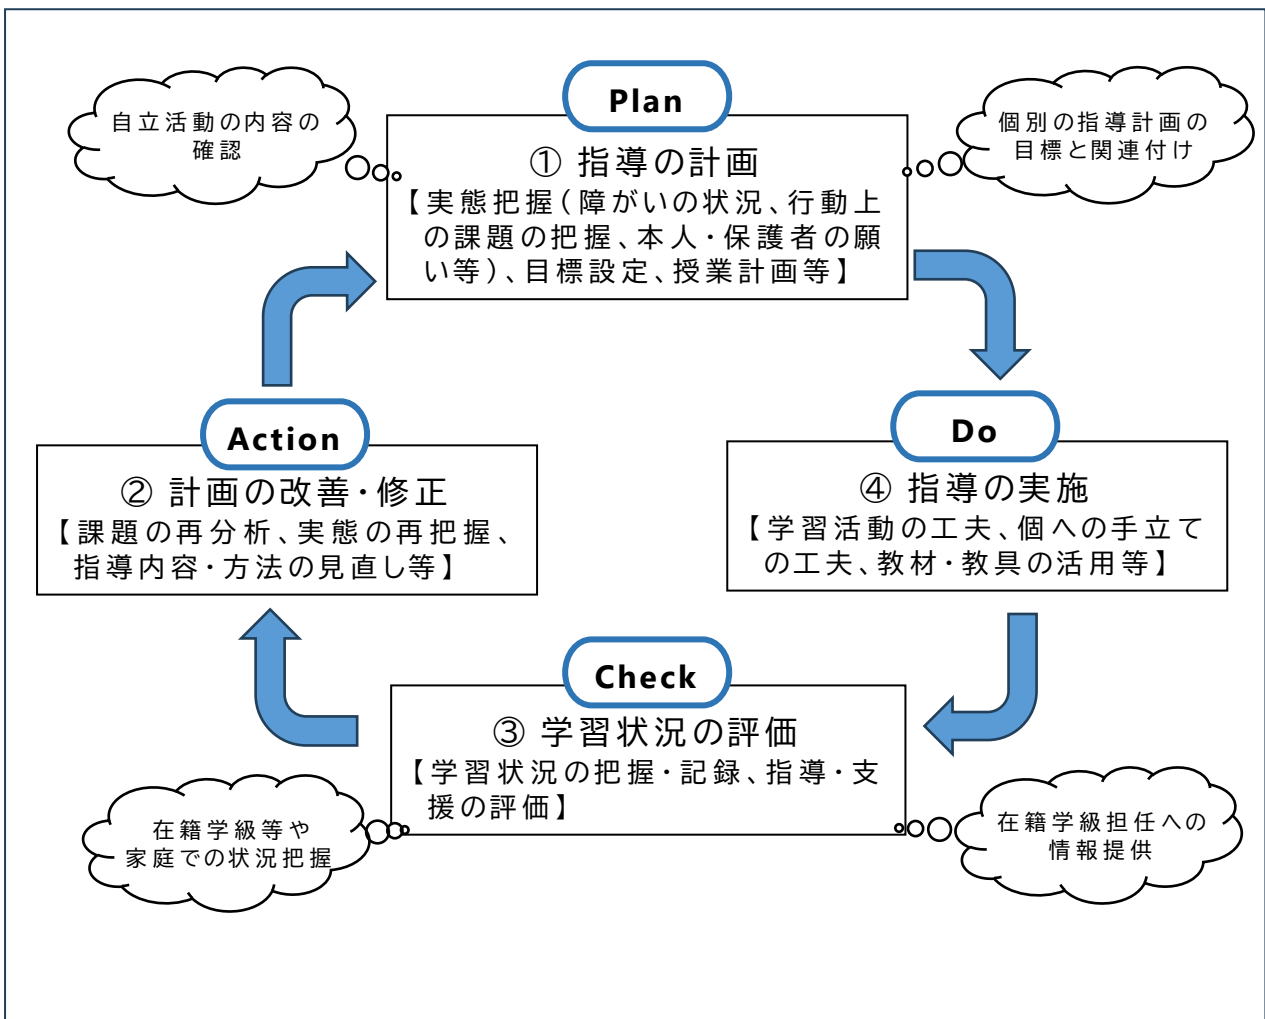 Plan
自立活動の内容の
確認
個別の指導計画の
目標と関連付け
① 指導の計画
【実態把握（障がいの状況、行動上
の課題の把握、本人・保護者の願
い等）、目標設定、授業計画等】
Action
② 計画の改善・修正
【課題の再分析、実態の再把握、
指導内容・方法の見直し等】
Do
④ 指導の実施
【学習活動の工夫、個への手立て
の工夫、教材・教具の活用等】
Check
③ 学習状況の評価
【学習状況の把握・記録、指導・支
援の評価】
在籍学級等や
家庭での状況把握
在籍学級担任への
情報提供